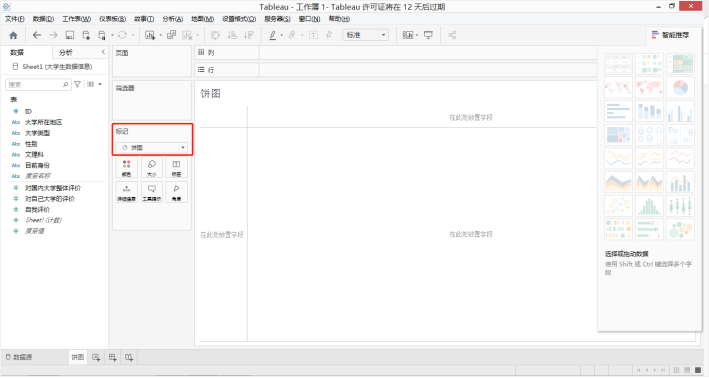 Tableau - 工作簿 1- Tableau 许可证将在 12 天后过期
文件(F) 数据(D) 工作表(W) 仪表板(B) 故事(T) 分析(A) 地图(M) 设置格式(O) 服务器(S) 窗口(N) 帮助(H)
标准
智能推荐
数据 分析
页面
列
Sheet1 (大学生数据信息)
行
搜索
筛选器
饼图
表
ID
大学所在地区
在此处放置字段
大学类型
标记
性别
饼图
文理科
目前身份
度量名称
颜色 大小 标签
对国内大学整体评价
对自己大学的评价
详细信息 工具提示 角度
自我评价
Sheet1 (计数)
度量值
在此处放置字段
在此处放置字段
选择或拖动数据
使用 Shift 或 Ctrl 键选择多个字
段
数据源 饼图